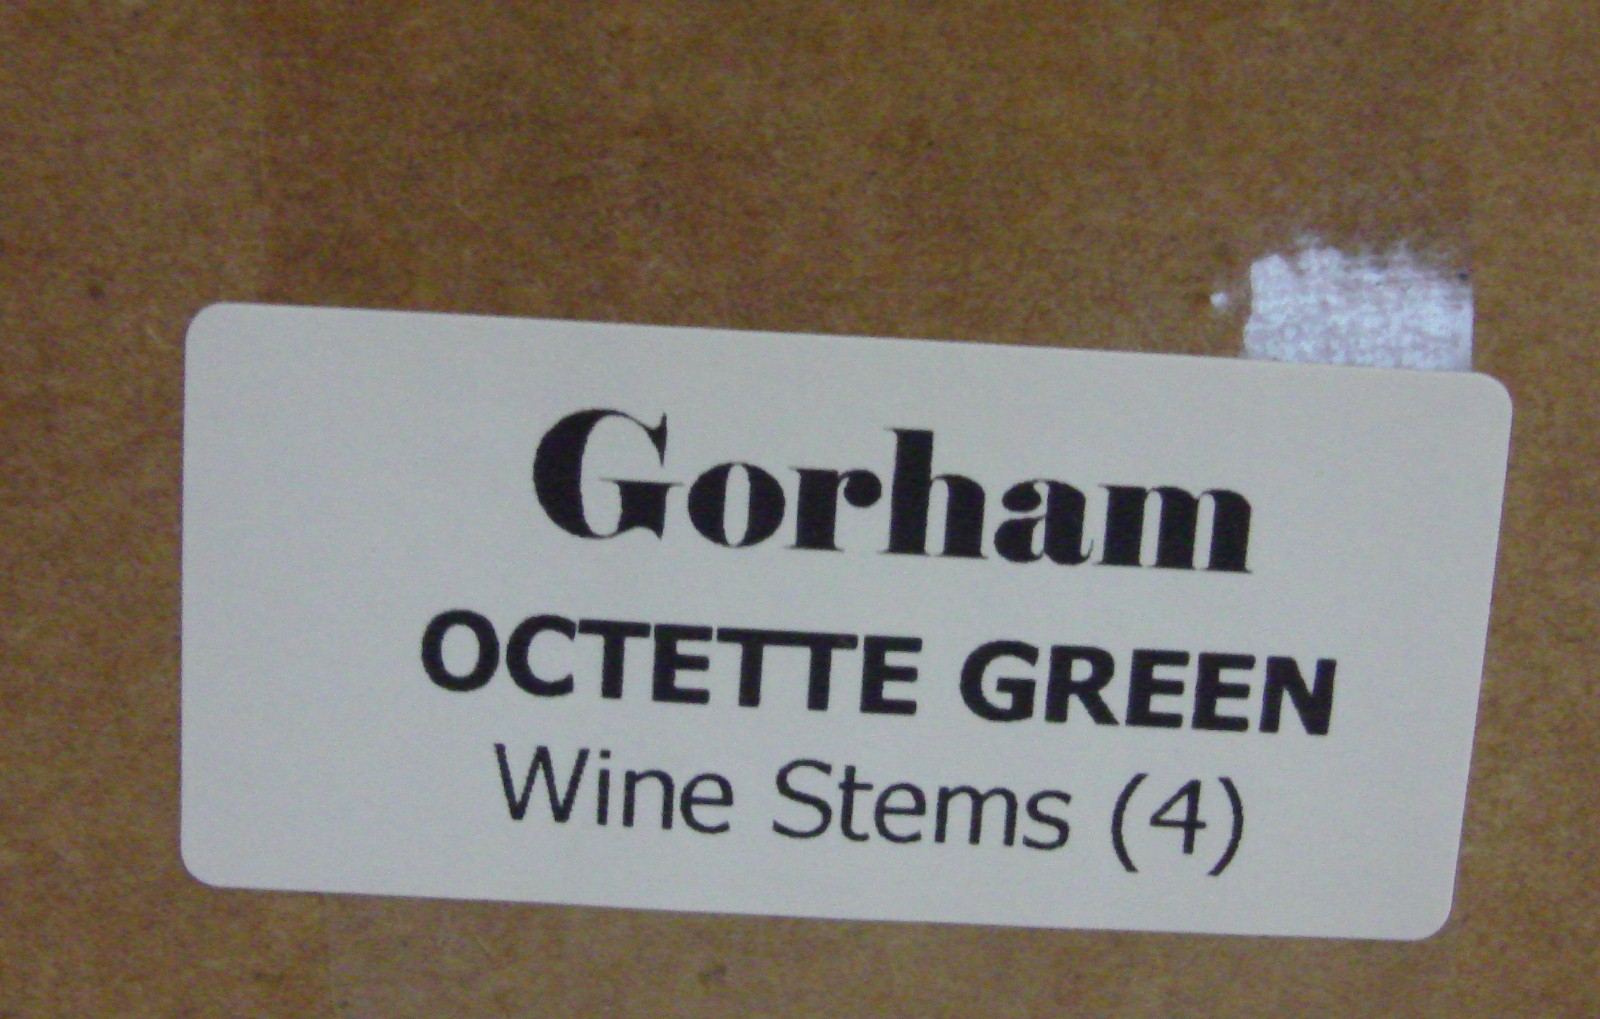 Gorham
OCTETTE GREEN
Wine Stems (4)